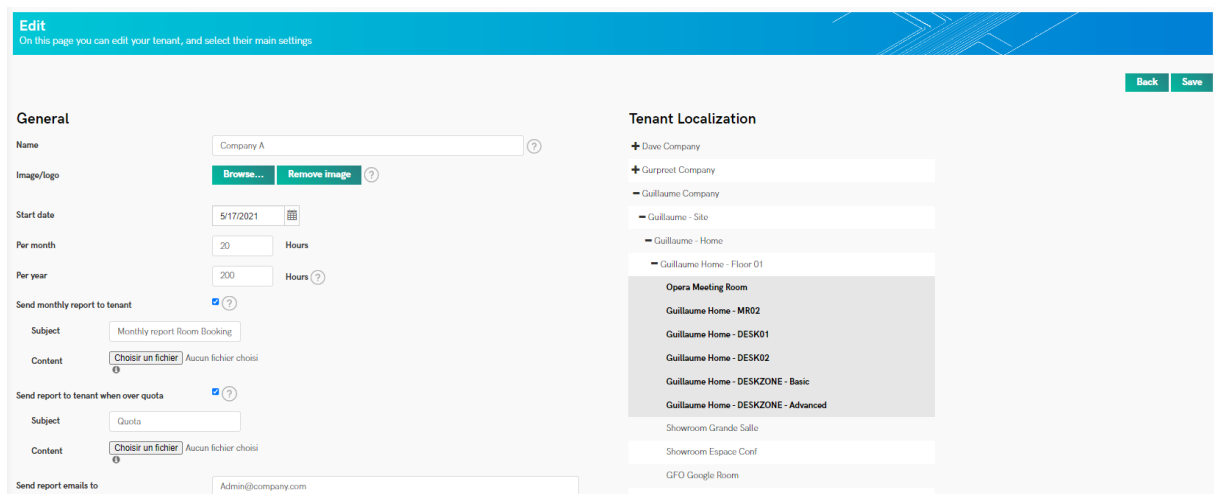 Edit
On this page you can edit your tenant, and select their main settings
Back Save
General
Name Company A ?
Image/logo Browse... Remove image ?
Start date 5/17/2021
Per month 20 Hours
Per year 200 Hours ?
Send monthly report to tenant ?
Subject Monthly report Room Booking
Content Choisir un fichier Aucun fichier choisi
Send report to tenant when over quota ?
Subject Quota
Content Choisir un fichier Aucun fichier choisi
Send report emails to Admin@company.com
Tenant Localization
Dave Company
Gurpreet Company
Guillaume Company
Guillaume - Site
Guillaume - Home
Guillaume Home - Floor 01
Opera Meeting Room
Guillaume Home - MR02
Guillaume Home - DESK01
Guillaume Home - DESK02
Guillaume Home - DESKZONE - Basic
Guillaume Home - DESKZONE - Advanced
Showroom Grande Salle
Showroom Espace Conf
GFO Google Room